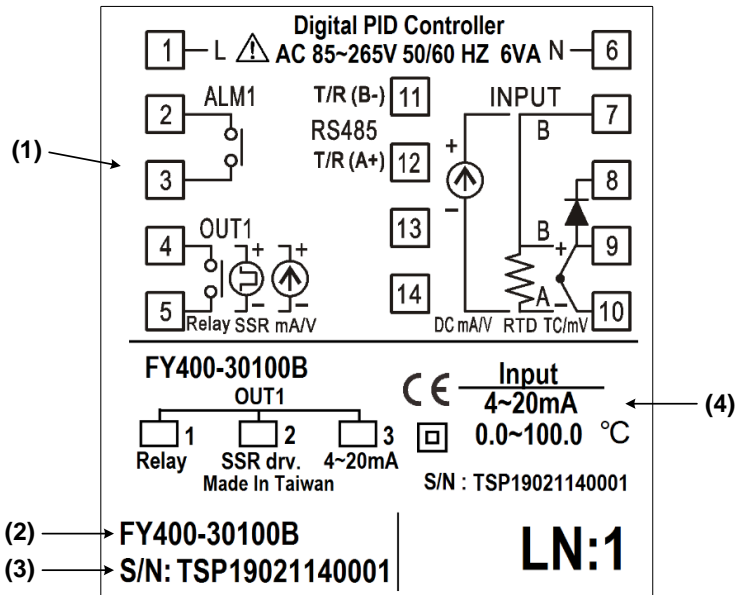 Digital PID Controller
1 L AC 85~265V 50/60 HZ 6VA N 6
2 ALM1 T/R (B-) 11 INPUT 7
RS485 B
(1) T/R (A+) 12 +
3 8
4 OUT1 13 − B + 9
+ +
5 − − 14 A − 10
Relay SSR mA/V DC mA/V RTD TC/mV
FY400-30100B
OUT1
1 2 3
Relay SSR drv. 4~20mA
Made In Taiwan
CE Input
4~20mA (4)
0.0~100.0 °C
S/N : TSP19021140001
(2) FY400-30100B
(3) S/N: TSP19021140001
LN:1